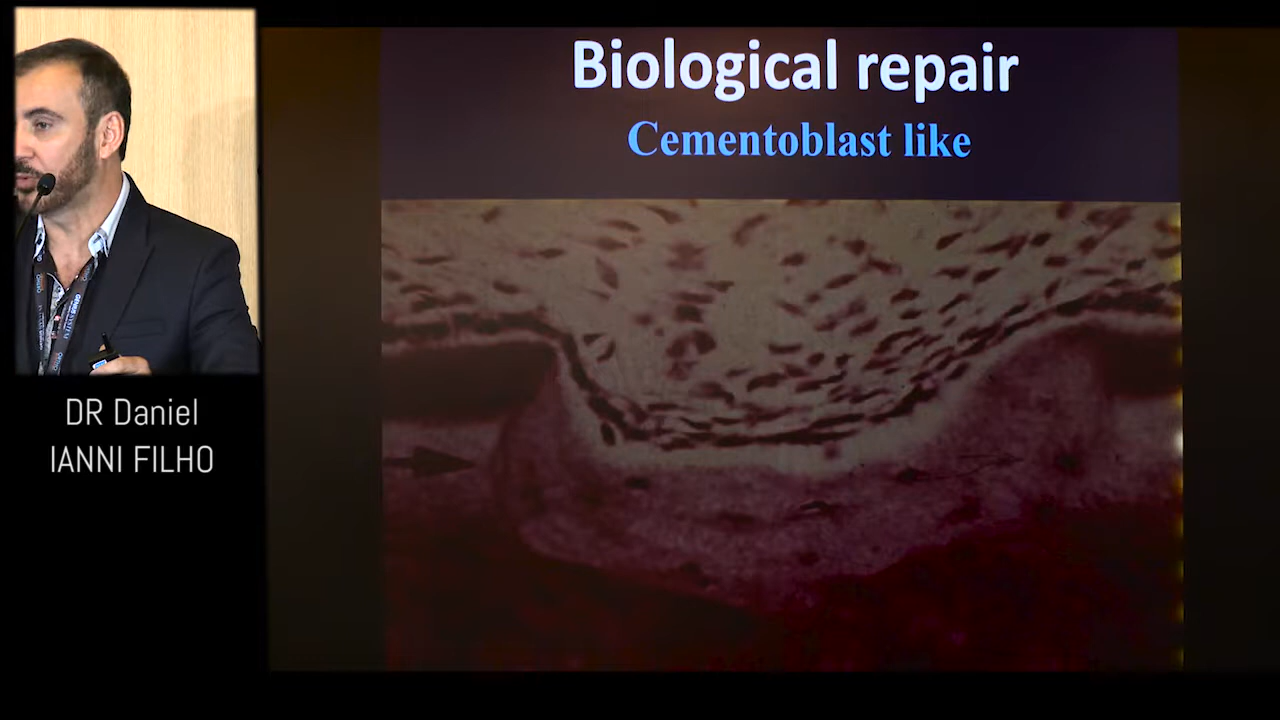 Biological repair
Cementoblast like
DR Daniel
IANNI FILHO